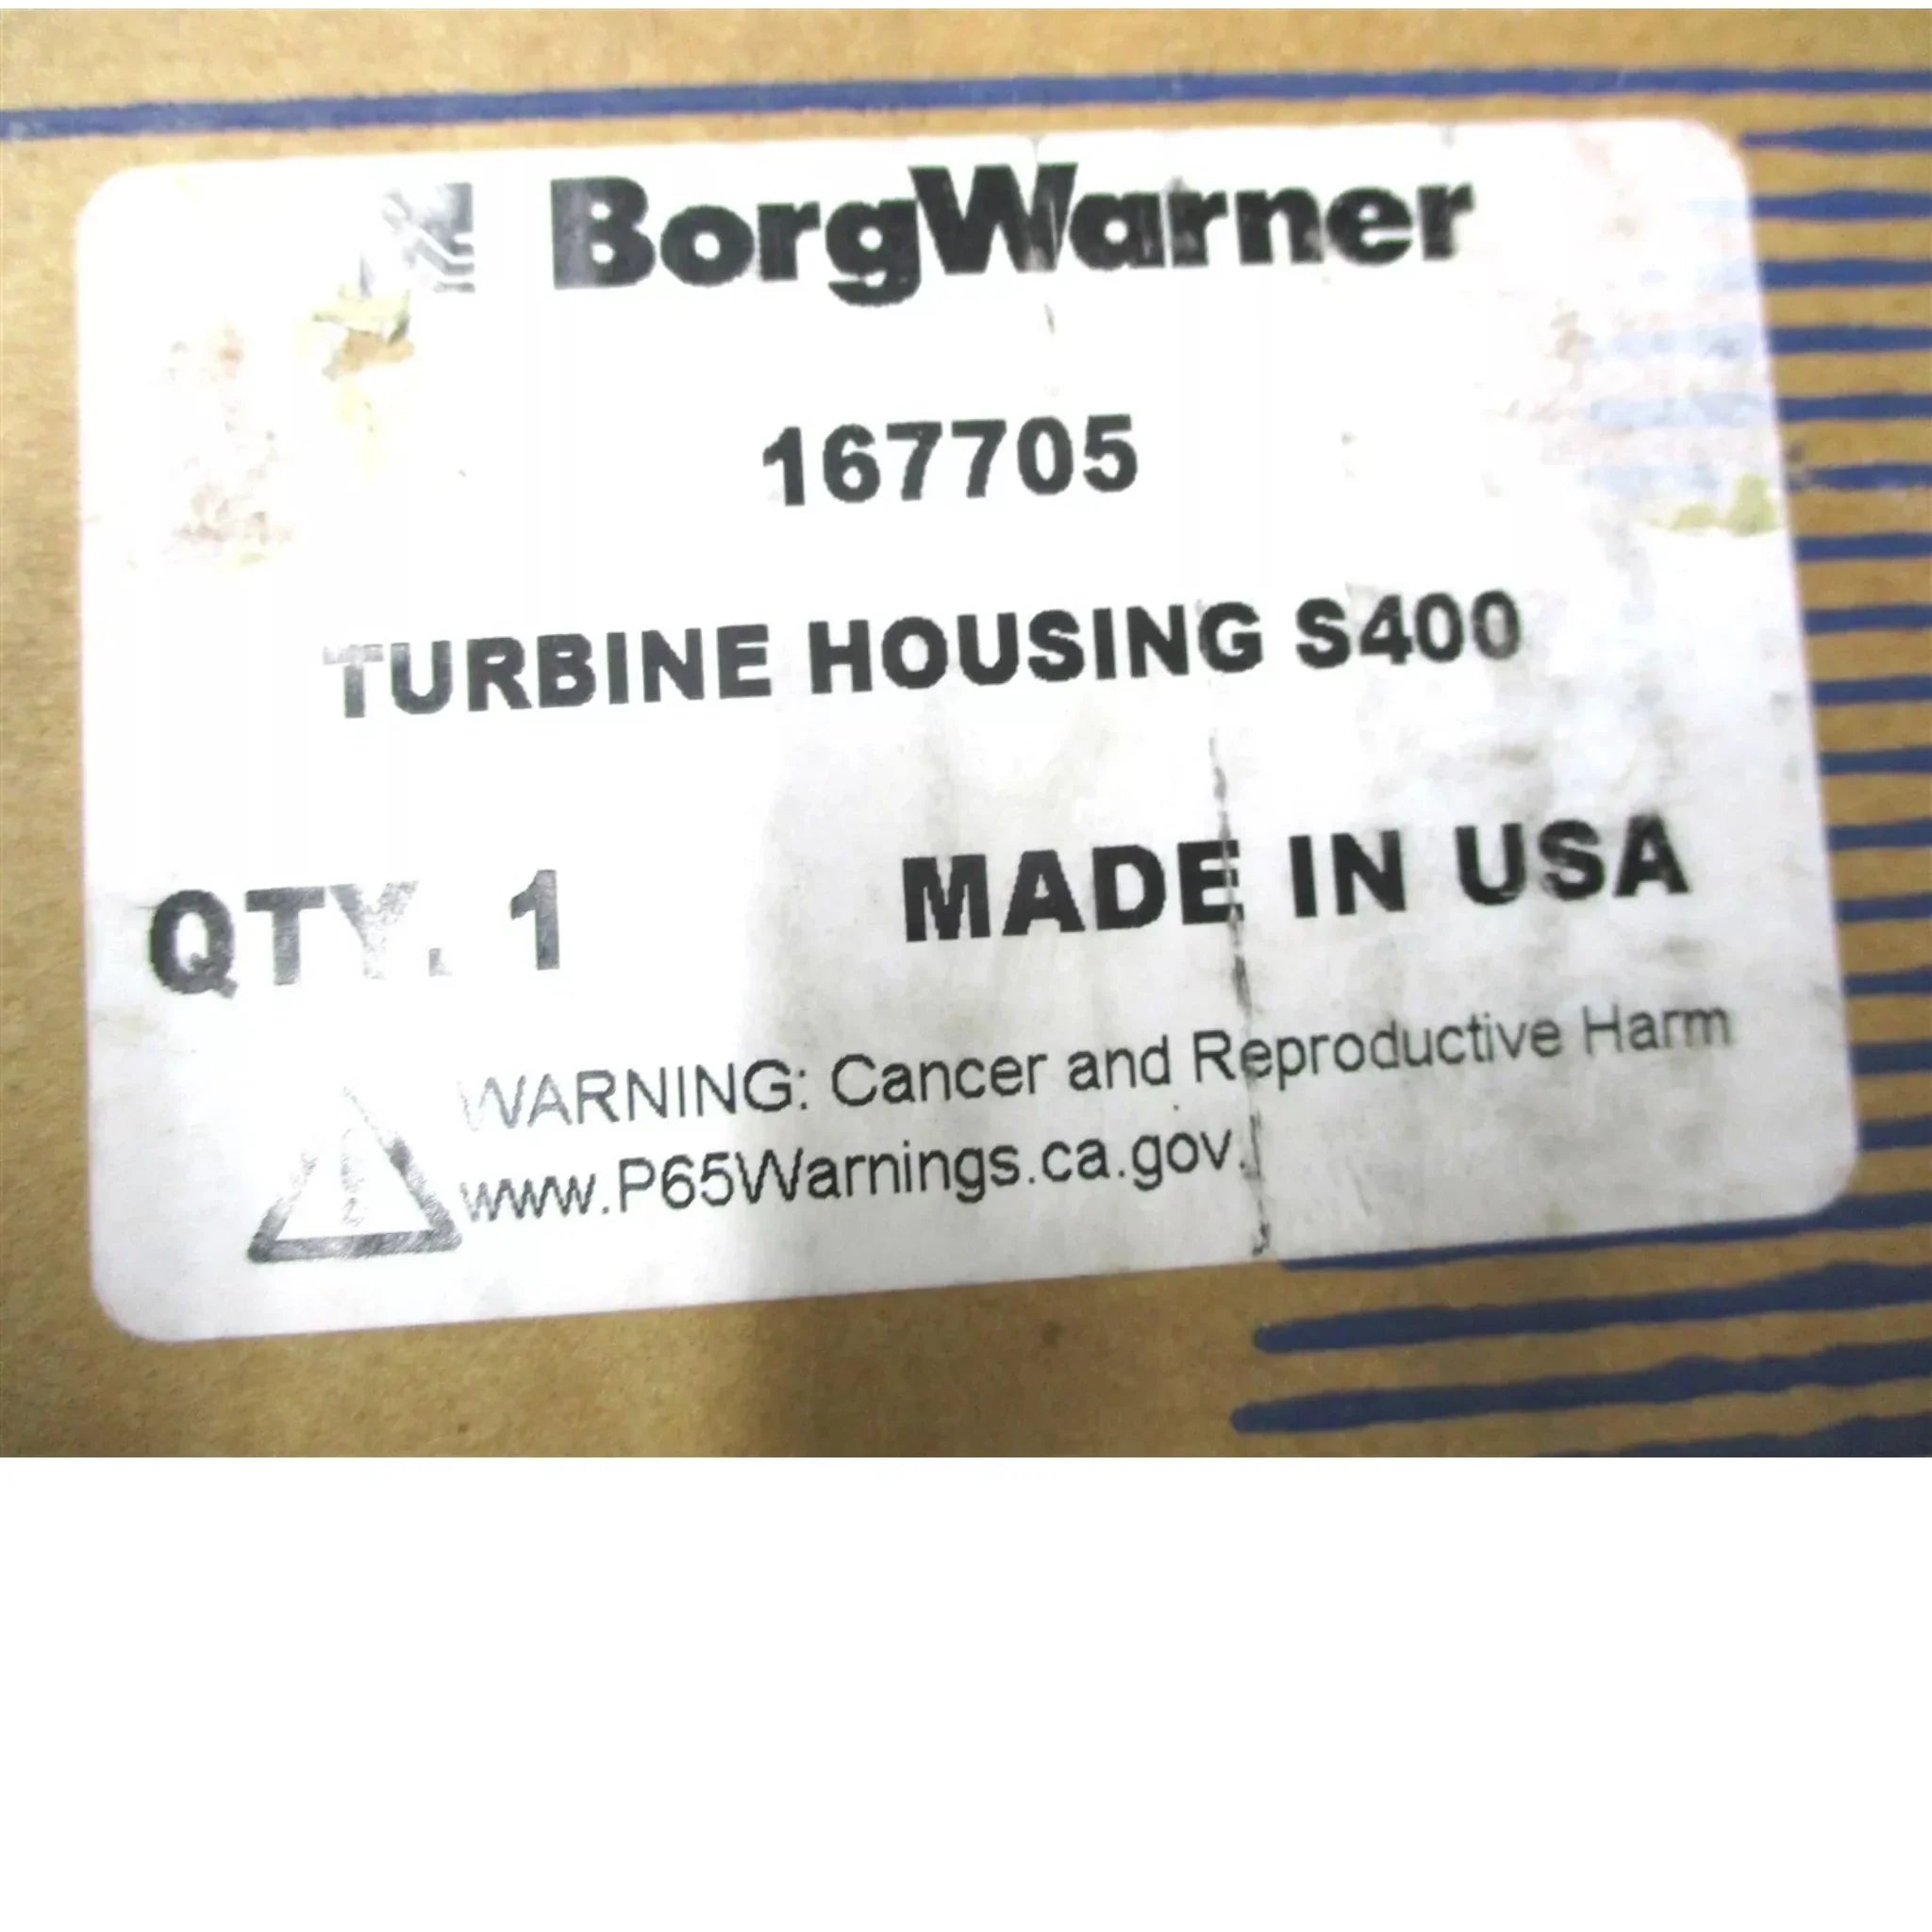 BorgWarner
167705
TURBINE HOUSING S400
QTY. 1 MADE IN USA
WARNING: Cancer and Reproductive Harm
www.P65Warnings.ca.gov.